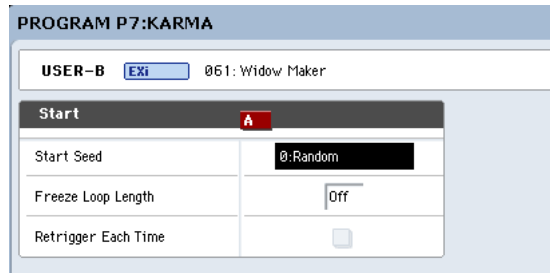 PROGRAM P7:KARMA
USER-B EXi 061: Widow Maker
Start A
Start Seed 0:Random
Freeze Loop Length Off
Retrigger Each Time